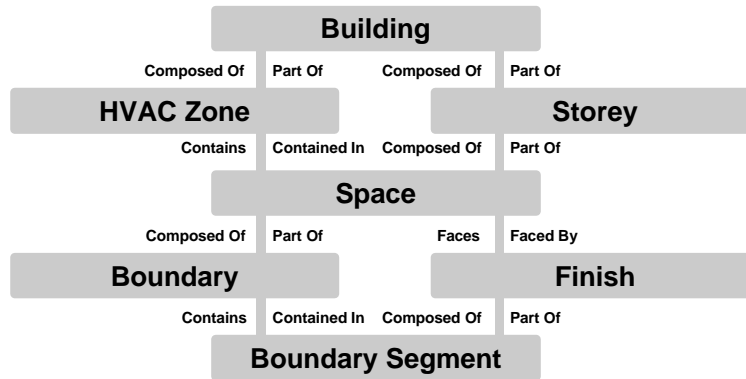 Building
Composed Of Part Of Composed Of Part Of
HVAC Zone Storey
Contains Contained In Composed Of Part Of
Space
Composed Of Part Of Faces Faced By
Boundary Finish
Contains Contained In Composed Of Part Of
Boundary Segment